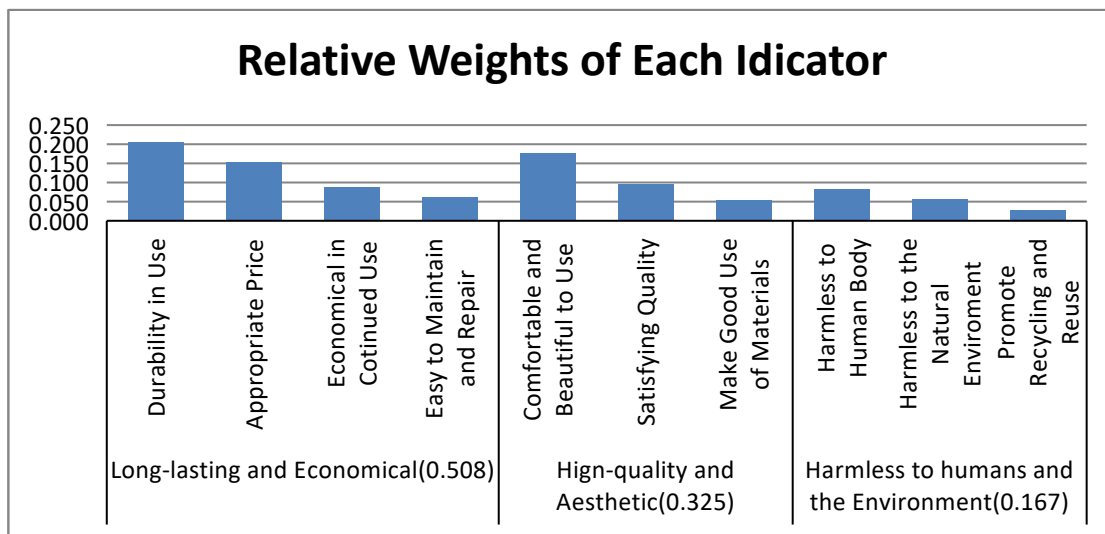 Relative Weights of Each Idicator
0.250
0.200
0.150
0.100
0.050
0.000
Durability in Use
Appropriate Price
Economical in
Cotinued Use
Easy to Maintain
and Repair
Comfortable and
Beautiful to Use
Satisfying Quality
Make Good Use
of Materials
Harmless to
Human Body
Harmless to the
Natural
Enviroment
Promote
Recycling and
Reuse
Long-lasting and Economical(0.508)
Hign-quality and
Aesthetic(0.325)
Harmless to humans and
the Environment(0.167)